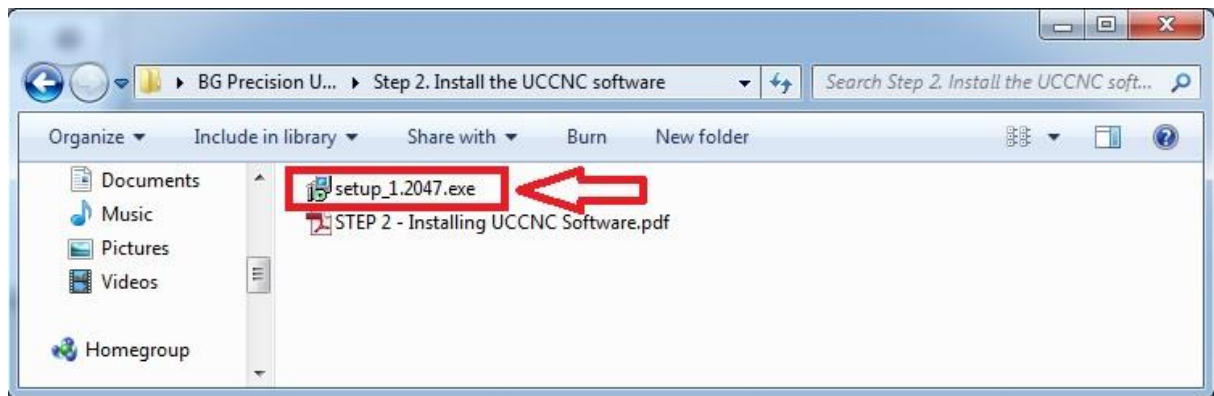 BG Precision U... Step 2. Install the UCCNC software Search Step 2. Install the UCCNC soft...
Organize Include in library Share with Burn New folder
Documents
Music
Pictures
Videos
Homegroup
setup_1.2047.exe
STEP 2 - Installing UCCNC Software.pdf